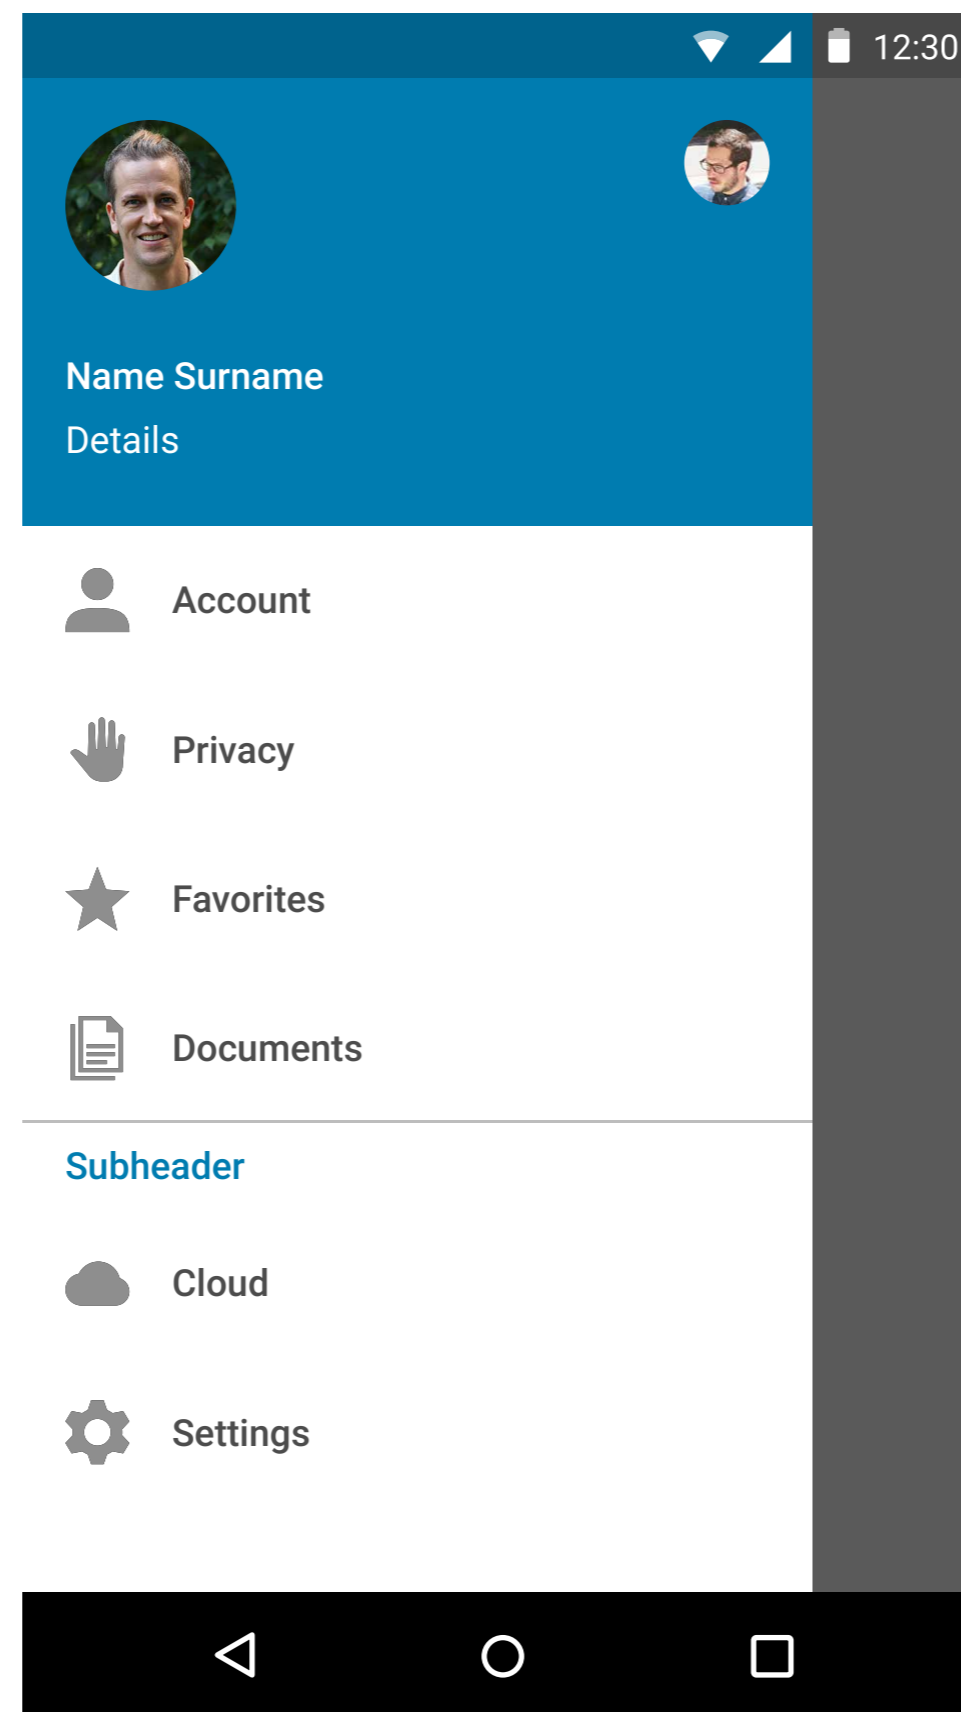 12:30
Name Surname
Details
Account
Privacy
Favorites
Documents
Subheader
Cloud
Settings